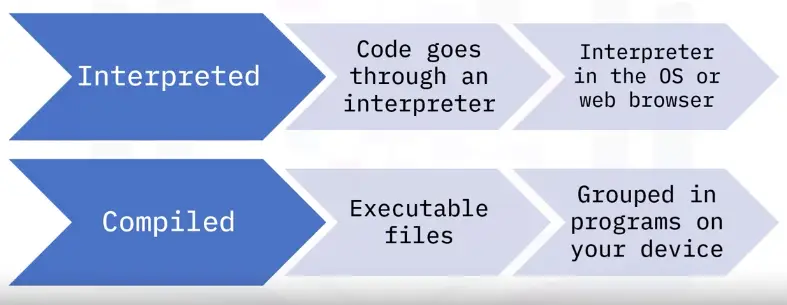 Interpreted
Code goes
through an
interpreter
Interpreter
in the OS or
web browser
Compiled
Executable
files
Grouped in
programs on
your device